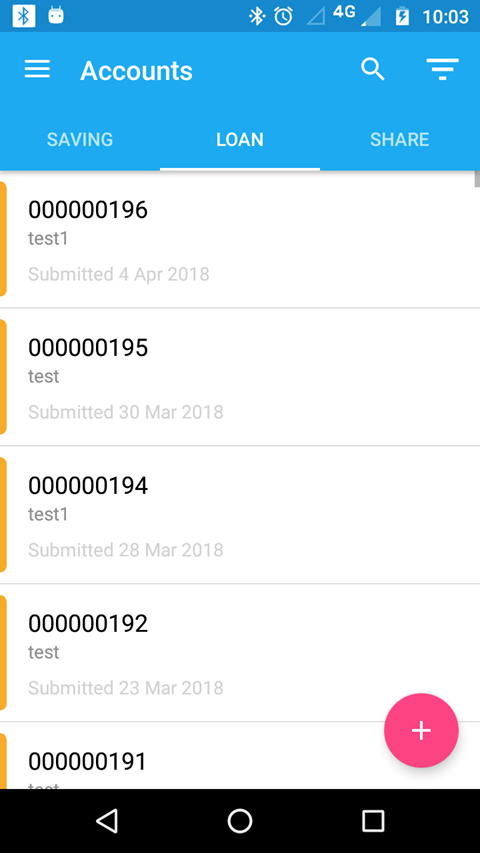 4G 10:03
Accounts
SAVING LOAN SHARE
000000196
test1
Submitted 4 Apr 2018
000000195
test
Submitted 30 Mar 2018
000000194
test1
Submitted 28 Mar 2018
000000192
test
Submitted 23 Mar 2018
000000191
test